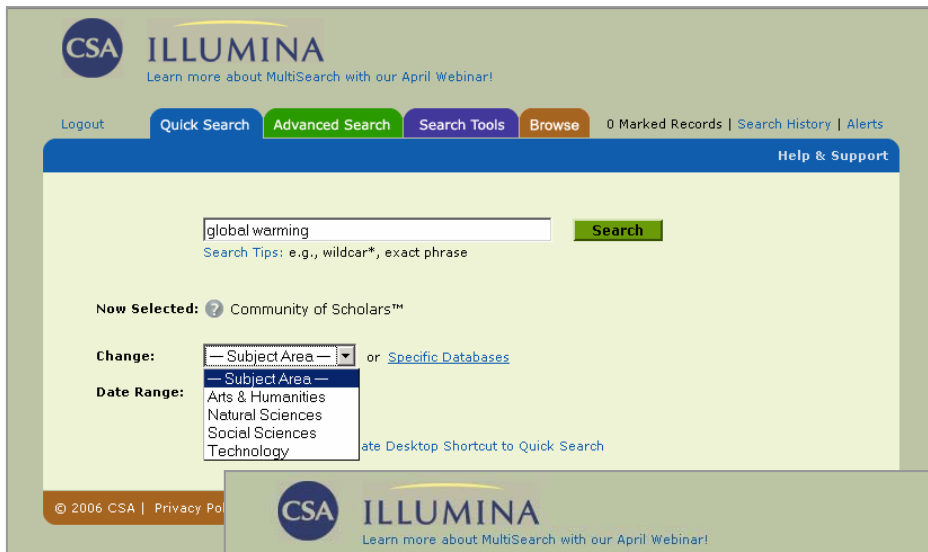 CSA ILLUMINA
Learn more about MultiSearch with our April Webinar!
Logout Quick Search Advanced Search Search Tools Browse 0 Marked Records | Search History | Alerts
Help & Support
global warming Search
Search Tips: e.g., wildcar*, exact phrase
Now Selected: ? Community of Scholars™
Change: — Subject Area — or Specific Databases
— Subject Area —
Date Range:
Arts & Humanities
Natural Sciences
Social Sciences
Technology
ate Desktop Shortcut to Quick Search
© 2006 CSA | Privacy Pol
CSA ILLUMINA
Learn more about MultiSearch with our April Webinar!